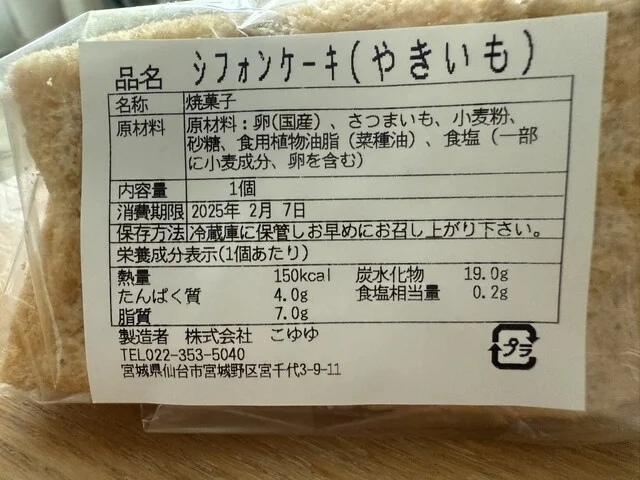 品名 シフォンケーキ(やきいも)
名称 焼菓子
原材料 原材料：卵(国産)、さつまいも、小麦粉、
砂糖、食用植物油脂（菜種油）、食塩（一部
に小麦成分、卵を含む）
内容量 1個
消費期限 2025年 2月 7日
保存方法 冷蔵庫に保管しお早めにお召し上がり下さい。
栄養成分表示(1個あたり)
熱量 150kcal 炭水化物 19.0g
たんぱく質 4.0g 食塩相当量 0.2g
脂質 7.0g
製造者 株式会社 こゆゆ
TEL022-353-5040
宮城県仙台市宮城野区宮千代3-9-11
プラ